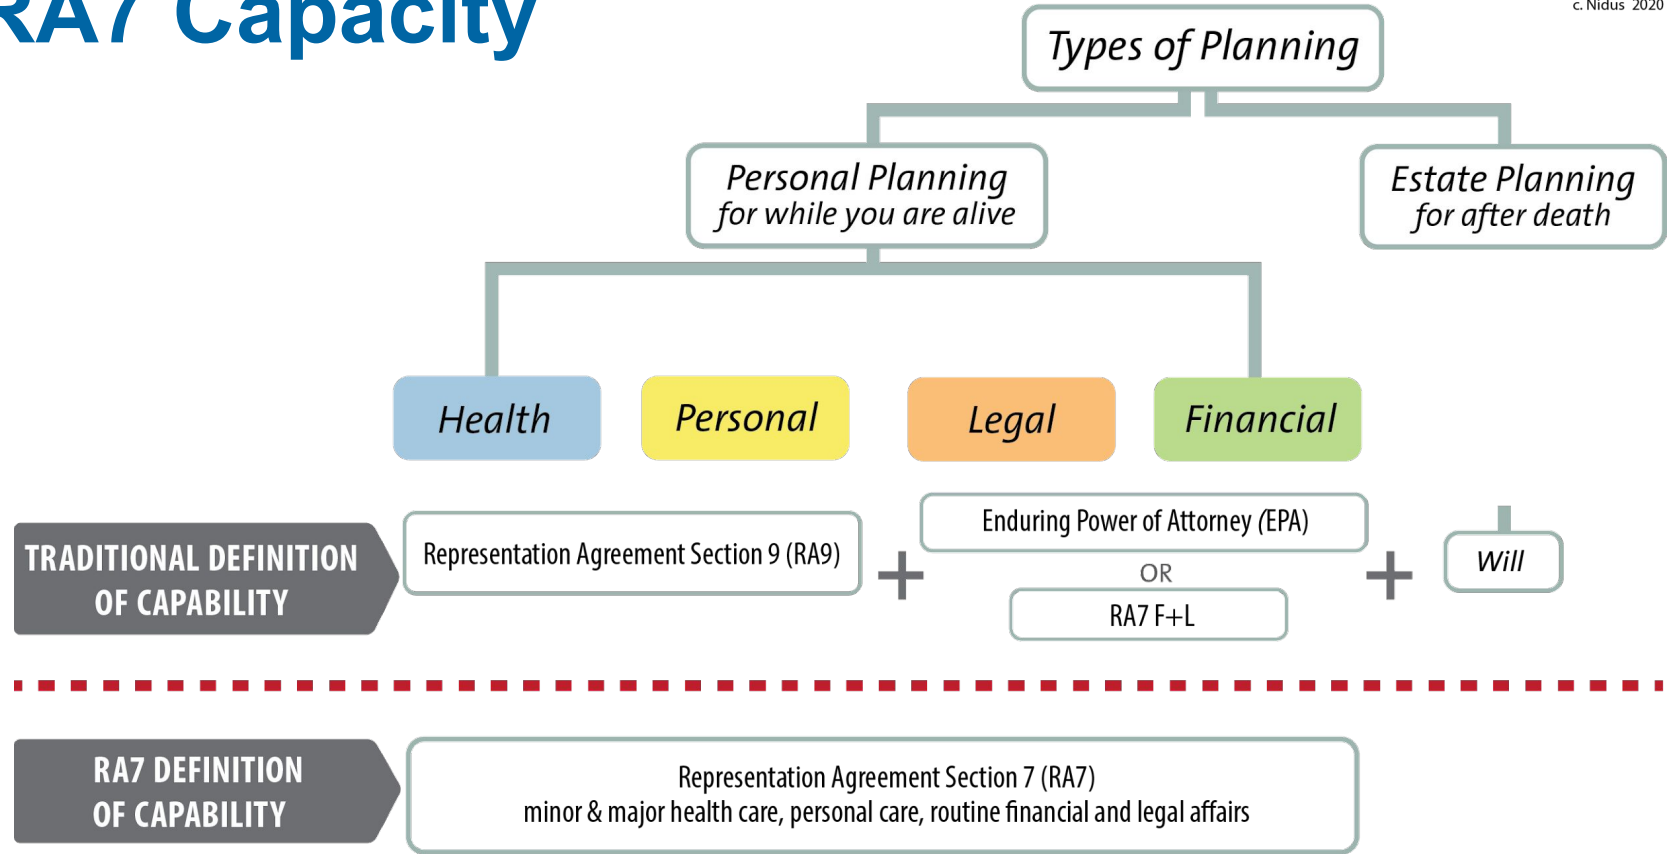 RA7 Capacity
c. Nidus 2020
Types of Planning
Personal Planning
for while you are alive
Estate Planning
for after death
Health
Personal
Legal
Financial
TRADITIONAL DEFINITION
OF CAPABILITY
Representation Agreement Section 9 (RA9)
+
Enduring Power of Attorney (EPA)
OR
RA7 F+L
+
Will
RA7 DEFINITION
OF CAPABILITY
Representation Agreement Section 7 (RA7)
minor & major health care, personal care, routine financial and legal affairs